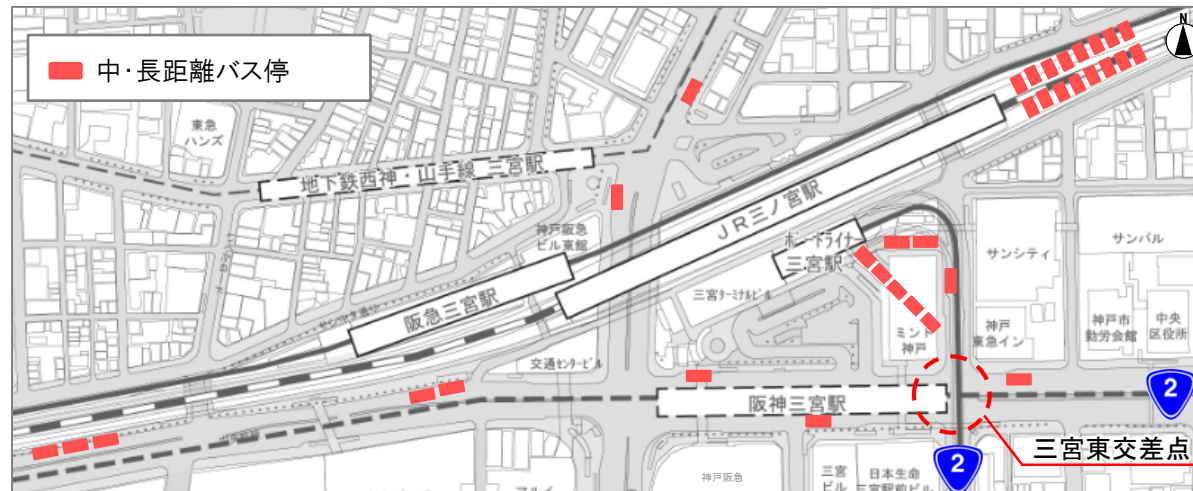 中・長距離バス停
N
東急
ハンズ
地下鉄西神・山手線 三宮駅
神戸阪急
ビル東館
JR三ノ宮駅
ポートライナー
三宮駅
サンシティ
サンパル
阪急三宮駅
三宮ターミナルビル
ミント
神戸
神戸
東急イン
神戸市
勤労会館
中央
区役所
交通センタービル
阪神三宮駅
2
三宮東交差点
2
神戸阪急
三宮
ビル
日本生命
三宮駅前ビル
マルイ